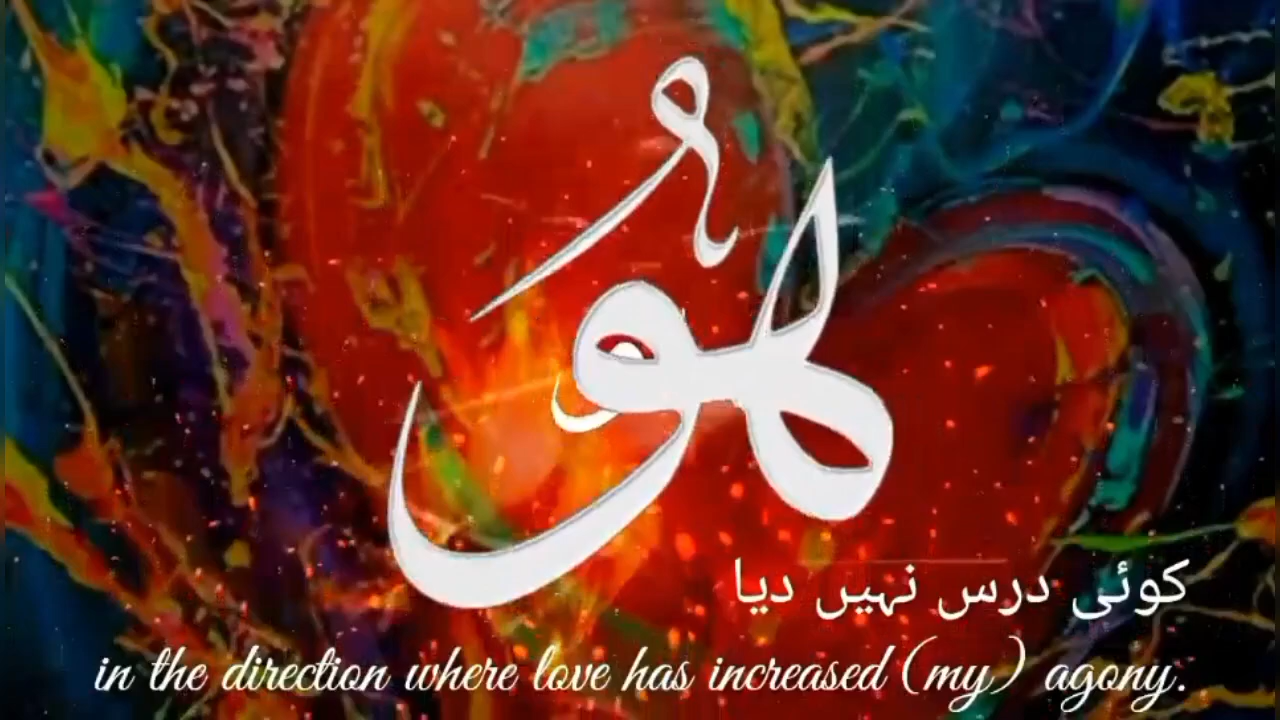 ھُو
کوئی درس نہیں دیا
in the direction where love has increased (my) agony.